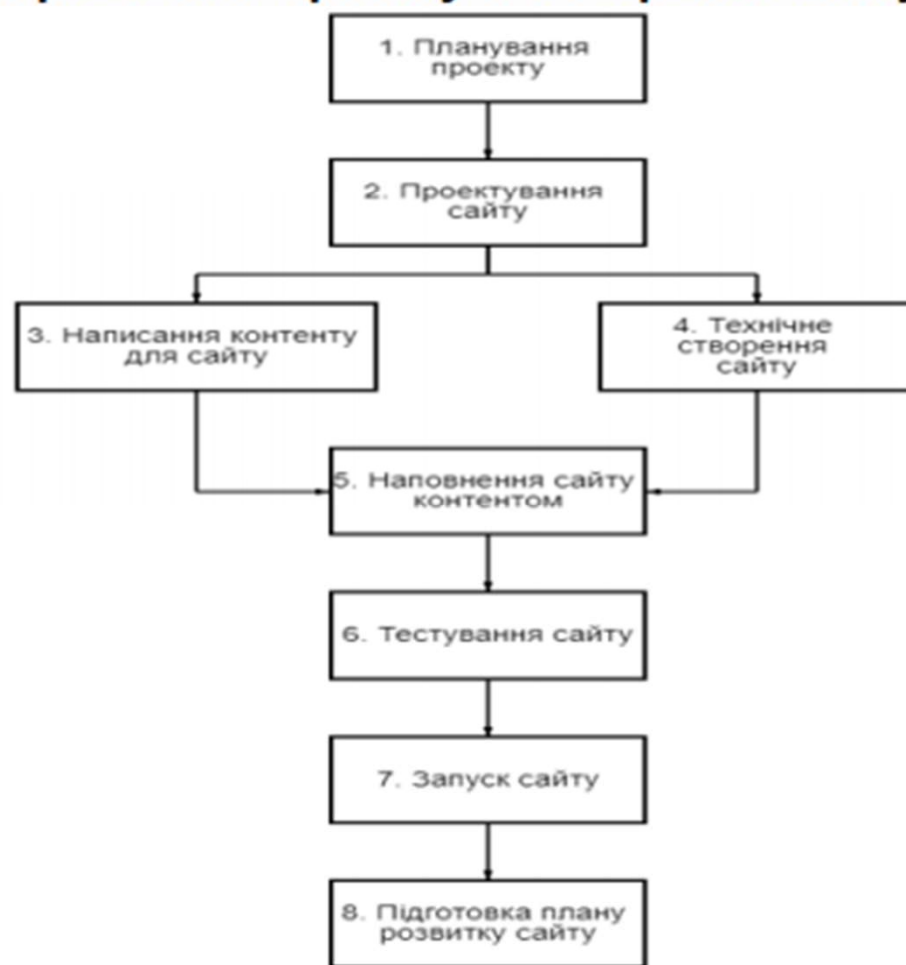 1. Планування
проекту
2. Проектування
сайту
3. Написання контенту
для сайту
4. Технічне
створення
сайту
5. Наповнення сайту
контентом
6. Тестування сайту
7. Запуск сайту
8. Підготовка плану
розвитку сайту